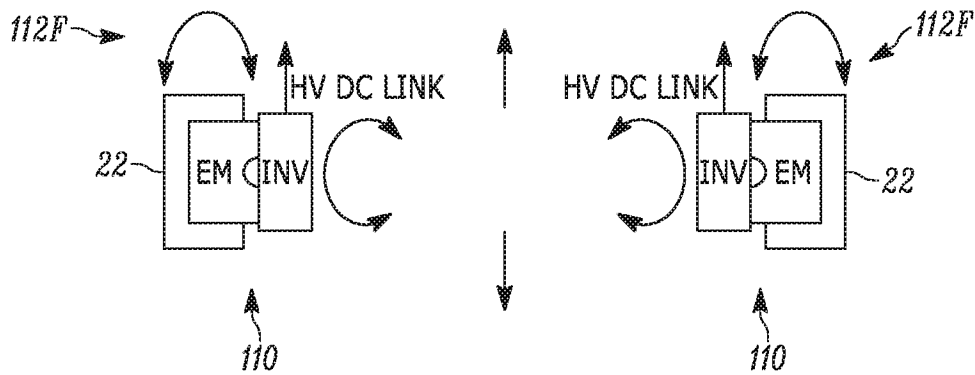 112F
112F
HV DC LINK
HV DC LINK
22
EM
INV
INV
EM
22
110
110